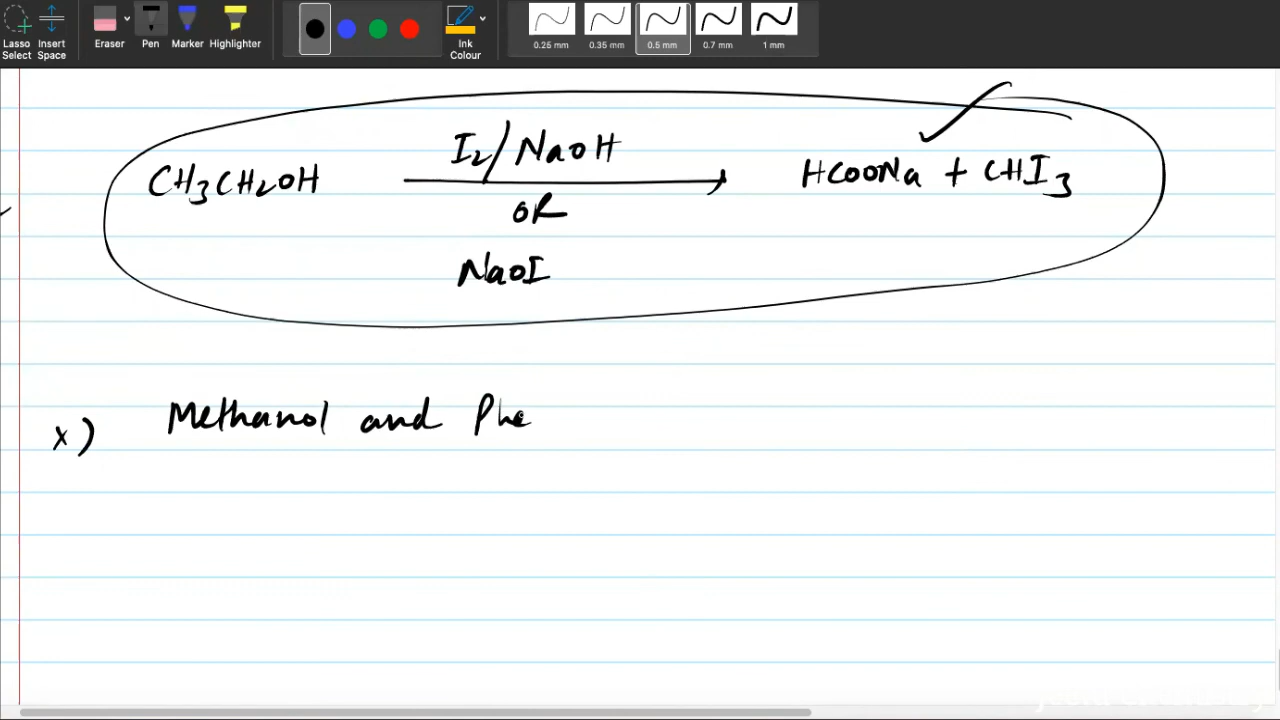 Lasso Select
Insert Space
Eraser
Pen
Marker
Highlighter
Ink Colour
0.25 mm
0.35 mm
0.5 mm
0.7 mm
1 mm
CH3CH2OH I2/NaOH HCOONa + CHI3
OR
NaOI
x) Methanol and Phe